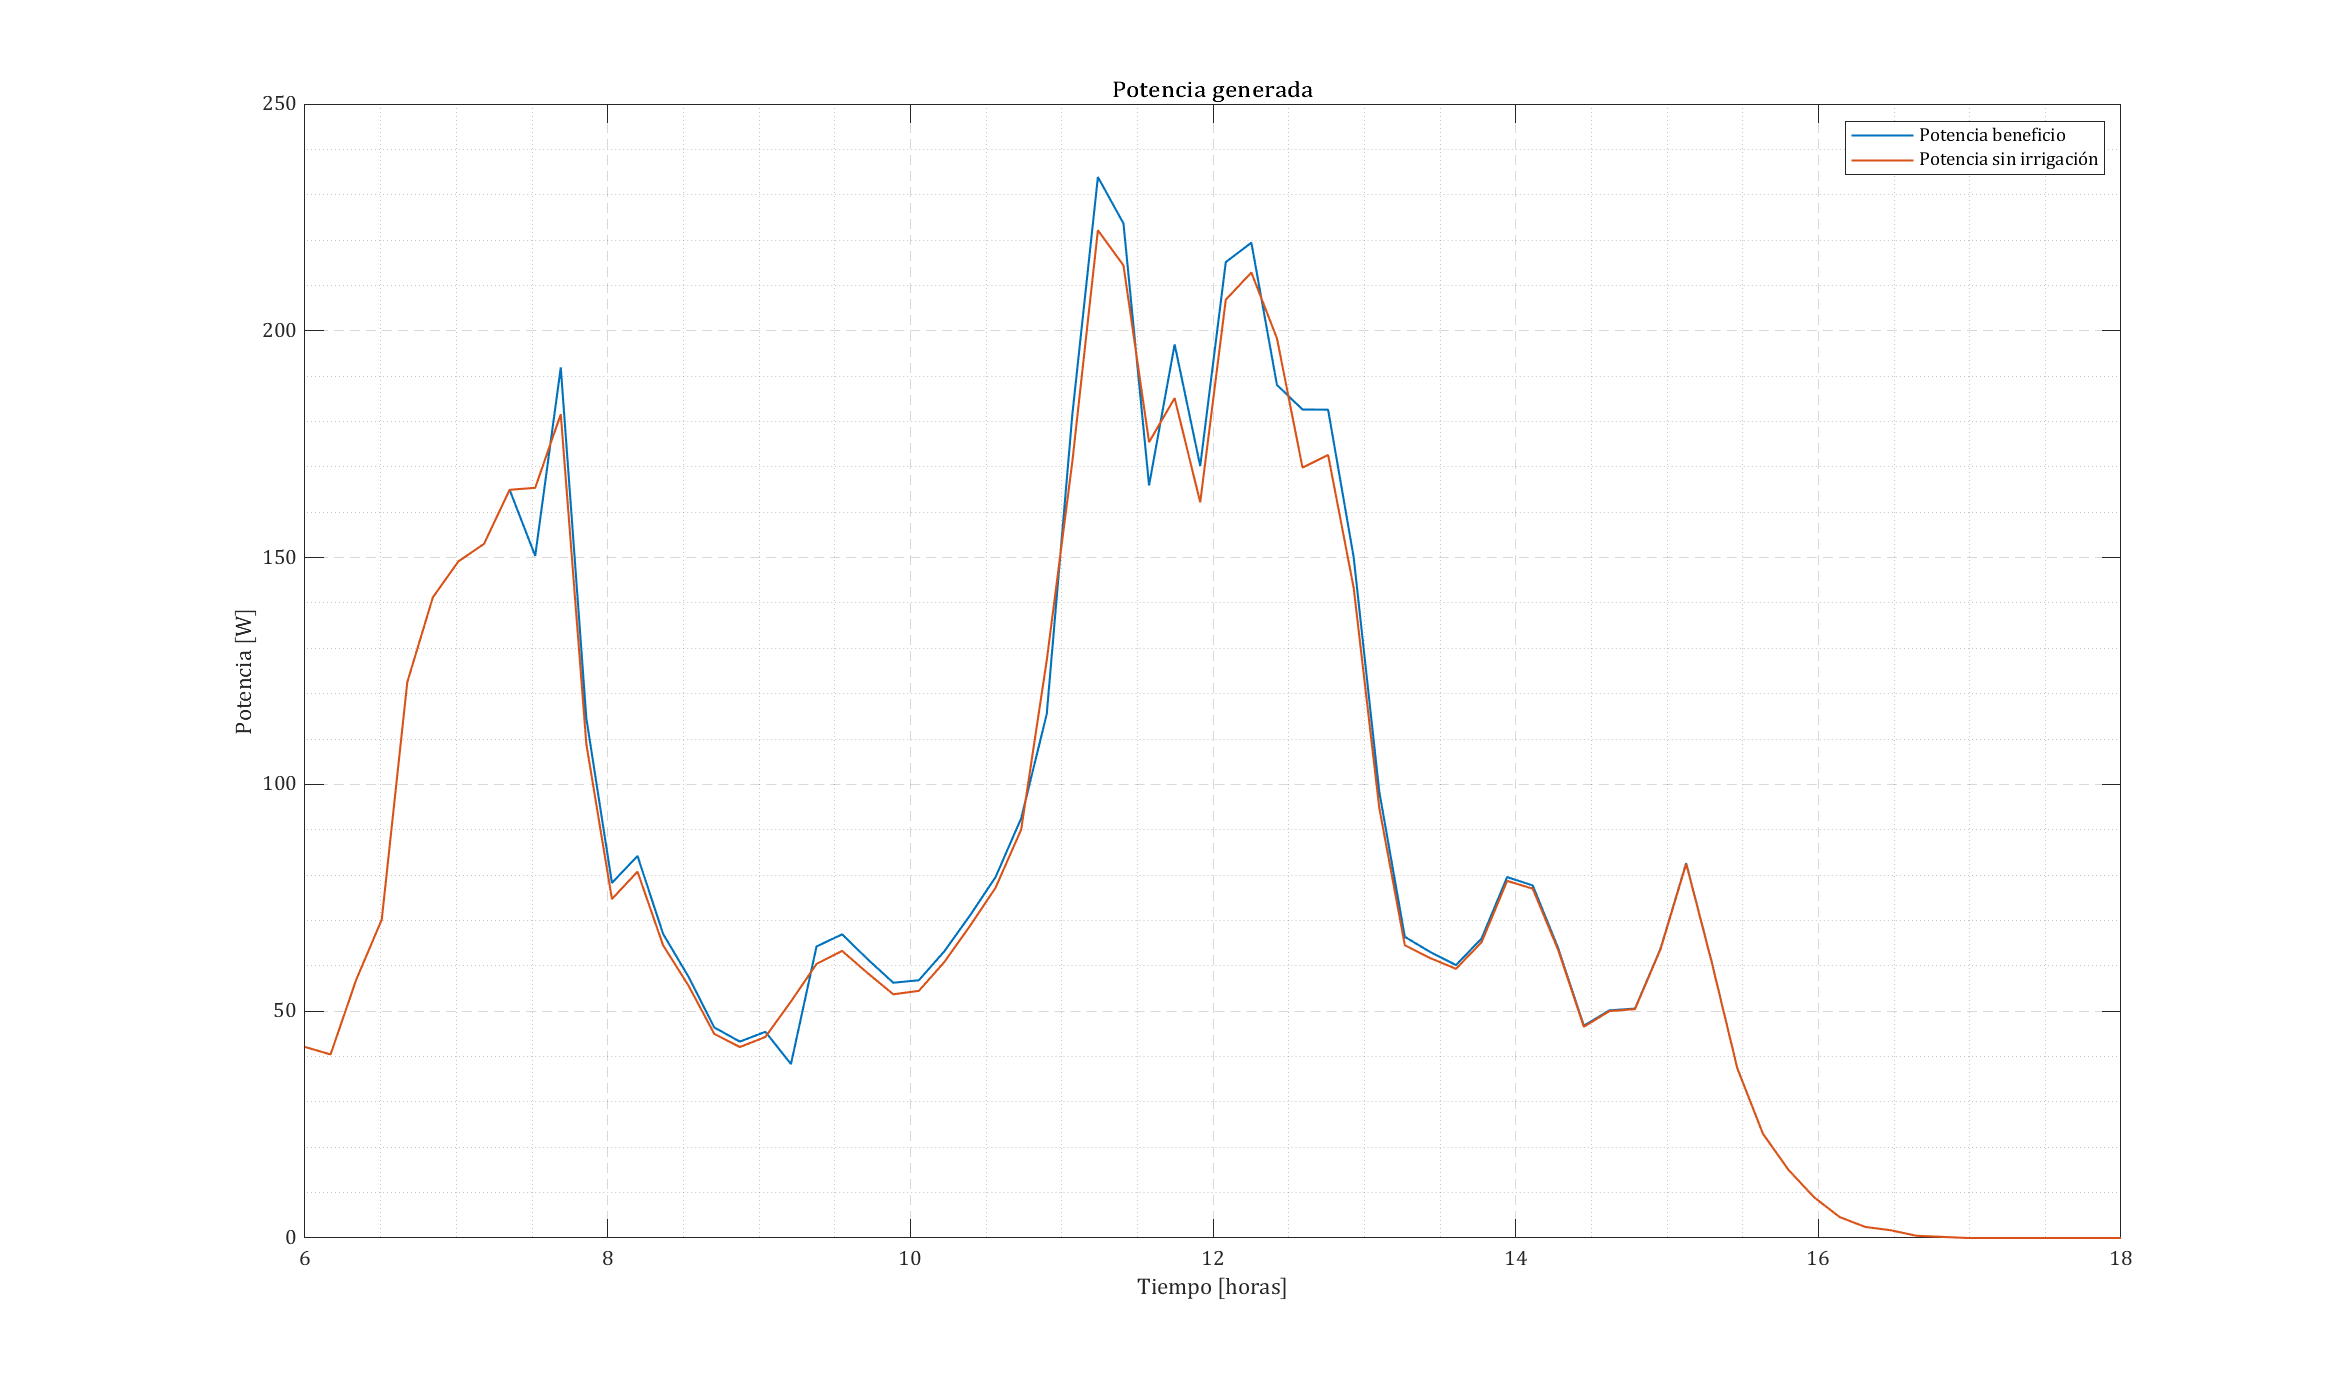 Potencia generada
250
200
150
100
50
0
Potencia [W]
Potencia beneficio
Potencia sin irrigación
6
8
10
12
14
16
18
Tiempo [horas]